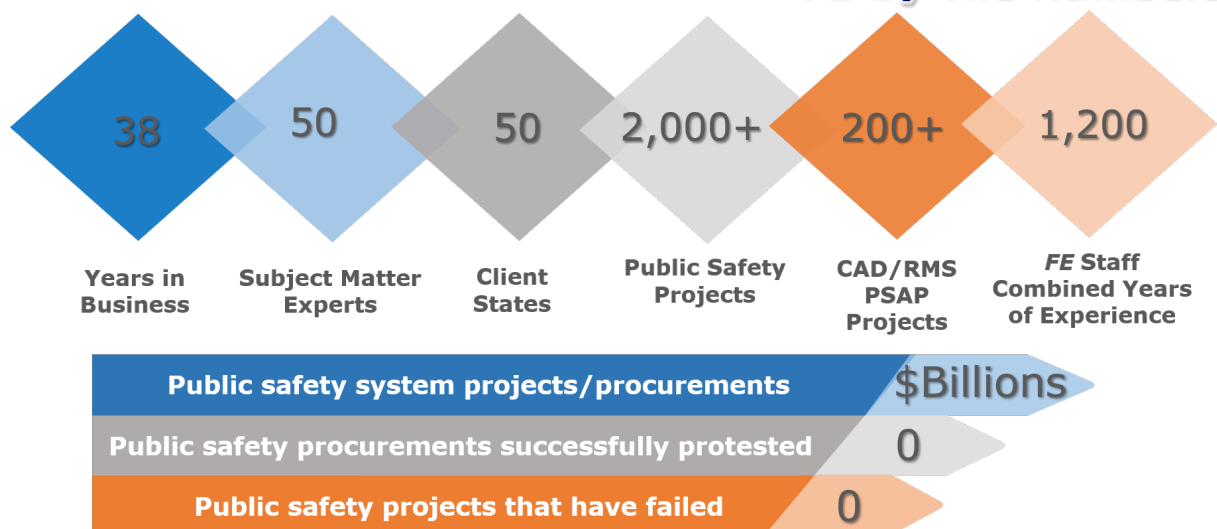 38
50
50
2,000+
200+
1,200
Years in
Business
Subject Matter
Experts
Client
States
Public Safety
Projects
CAD/RMS
PSAP
Projects
FE Staff
Combined Years
of Experience
Public safety system projects/procurements
$Billions
Public safety procurements successfully protested
0
Public safety projects that have failed
0